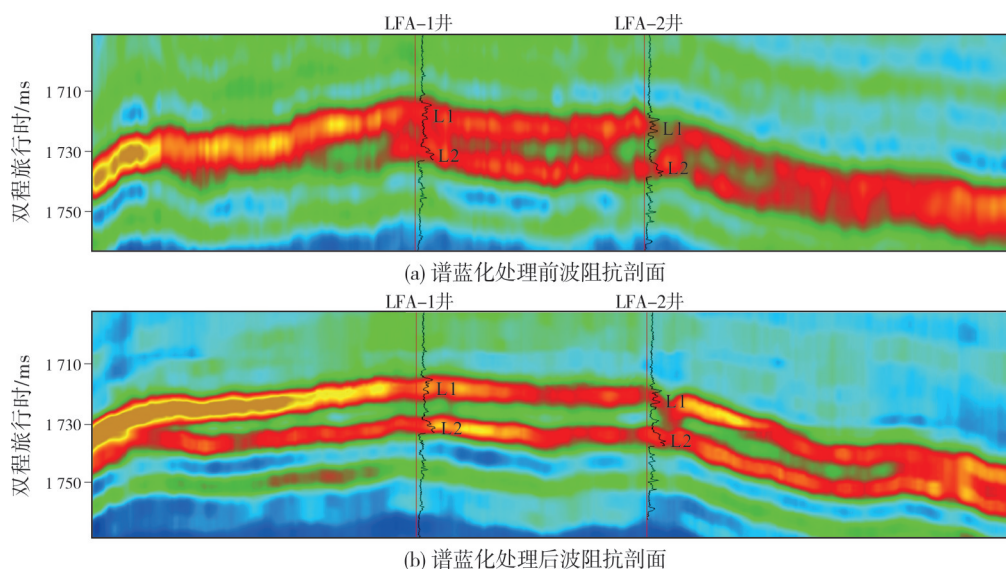 LFA-1井 LFA-2井
双程旅行时/ms
1 710
1 730
1 750
L1 L1
L2 L2
(a) 谱蓝化处理前波阻抗剖面
LFA-1井 LFA-2井
双程旅行时/ms
1 710
1 730
1 750
L1 L1
L2 L2
(b) 谱蓝化处理后波阻抗剖面